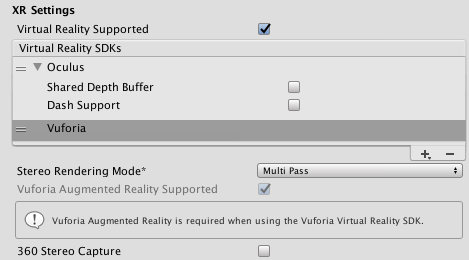 XR Settings
Virtual Reality Supported
Virtual Reality SDKs
Oculus
Shared Depth Buffer
Dash Support
Vuforia
Stereo Rendering Mode* Multi Pass
Vuforia Augmented Reality Supported
Vuforia Augmented Reality is required when using the Vuforia Virtual Reality SDK.
360 Stereo Capture